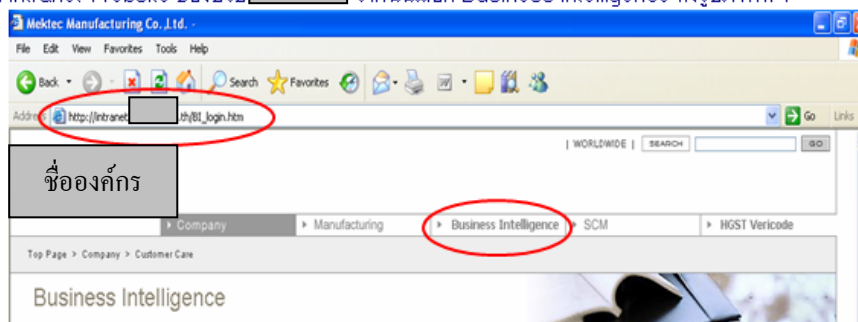 Mektec Manufacturing Co. ,Ltd. -
File Edit View Favorites Tools Help
Back Search Favorites
Address http://intranet. .th/BI_login.htm Go Links
| WORLDWIDE | SEARCH GO
ชื่อองค์กร
Company Manufacturing Business Intelligence SCM HGST Vericode
Top Page > Company > Customer Care
Business Intelligence